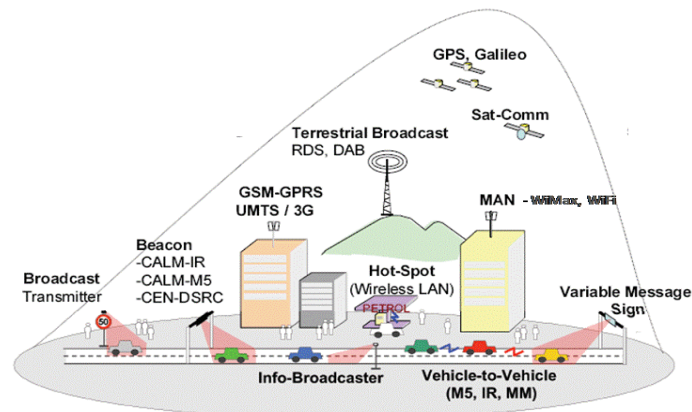 GPS, Galileo
Sat-Comm
Terrestrial Broadcast
RDS, DAB
GSM-GPRS
UMTS / 3G
MAN - WiMax, WiFi
Beacon
-CALM-IR
-CALM-M5
-CEN-DSRC
Broadcast
Transmitter
Hot-Spot
(Wireless LAN)
PETROL
Variable Message
Sign
50
Info-Broadcaster
Vehicle-to-Vehicle
(M5, IR, MM)